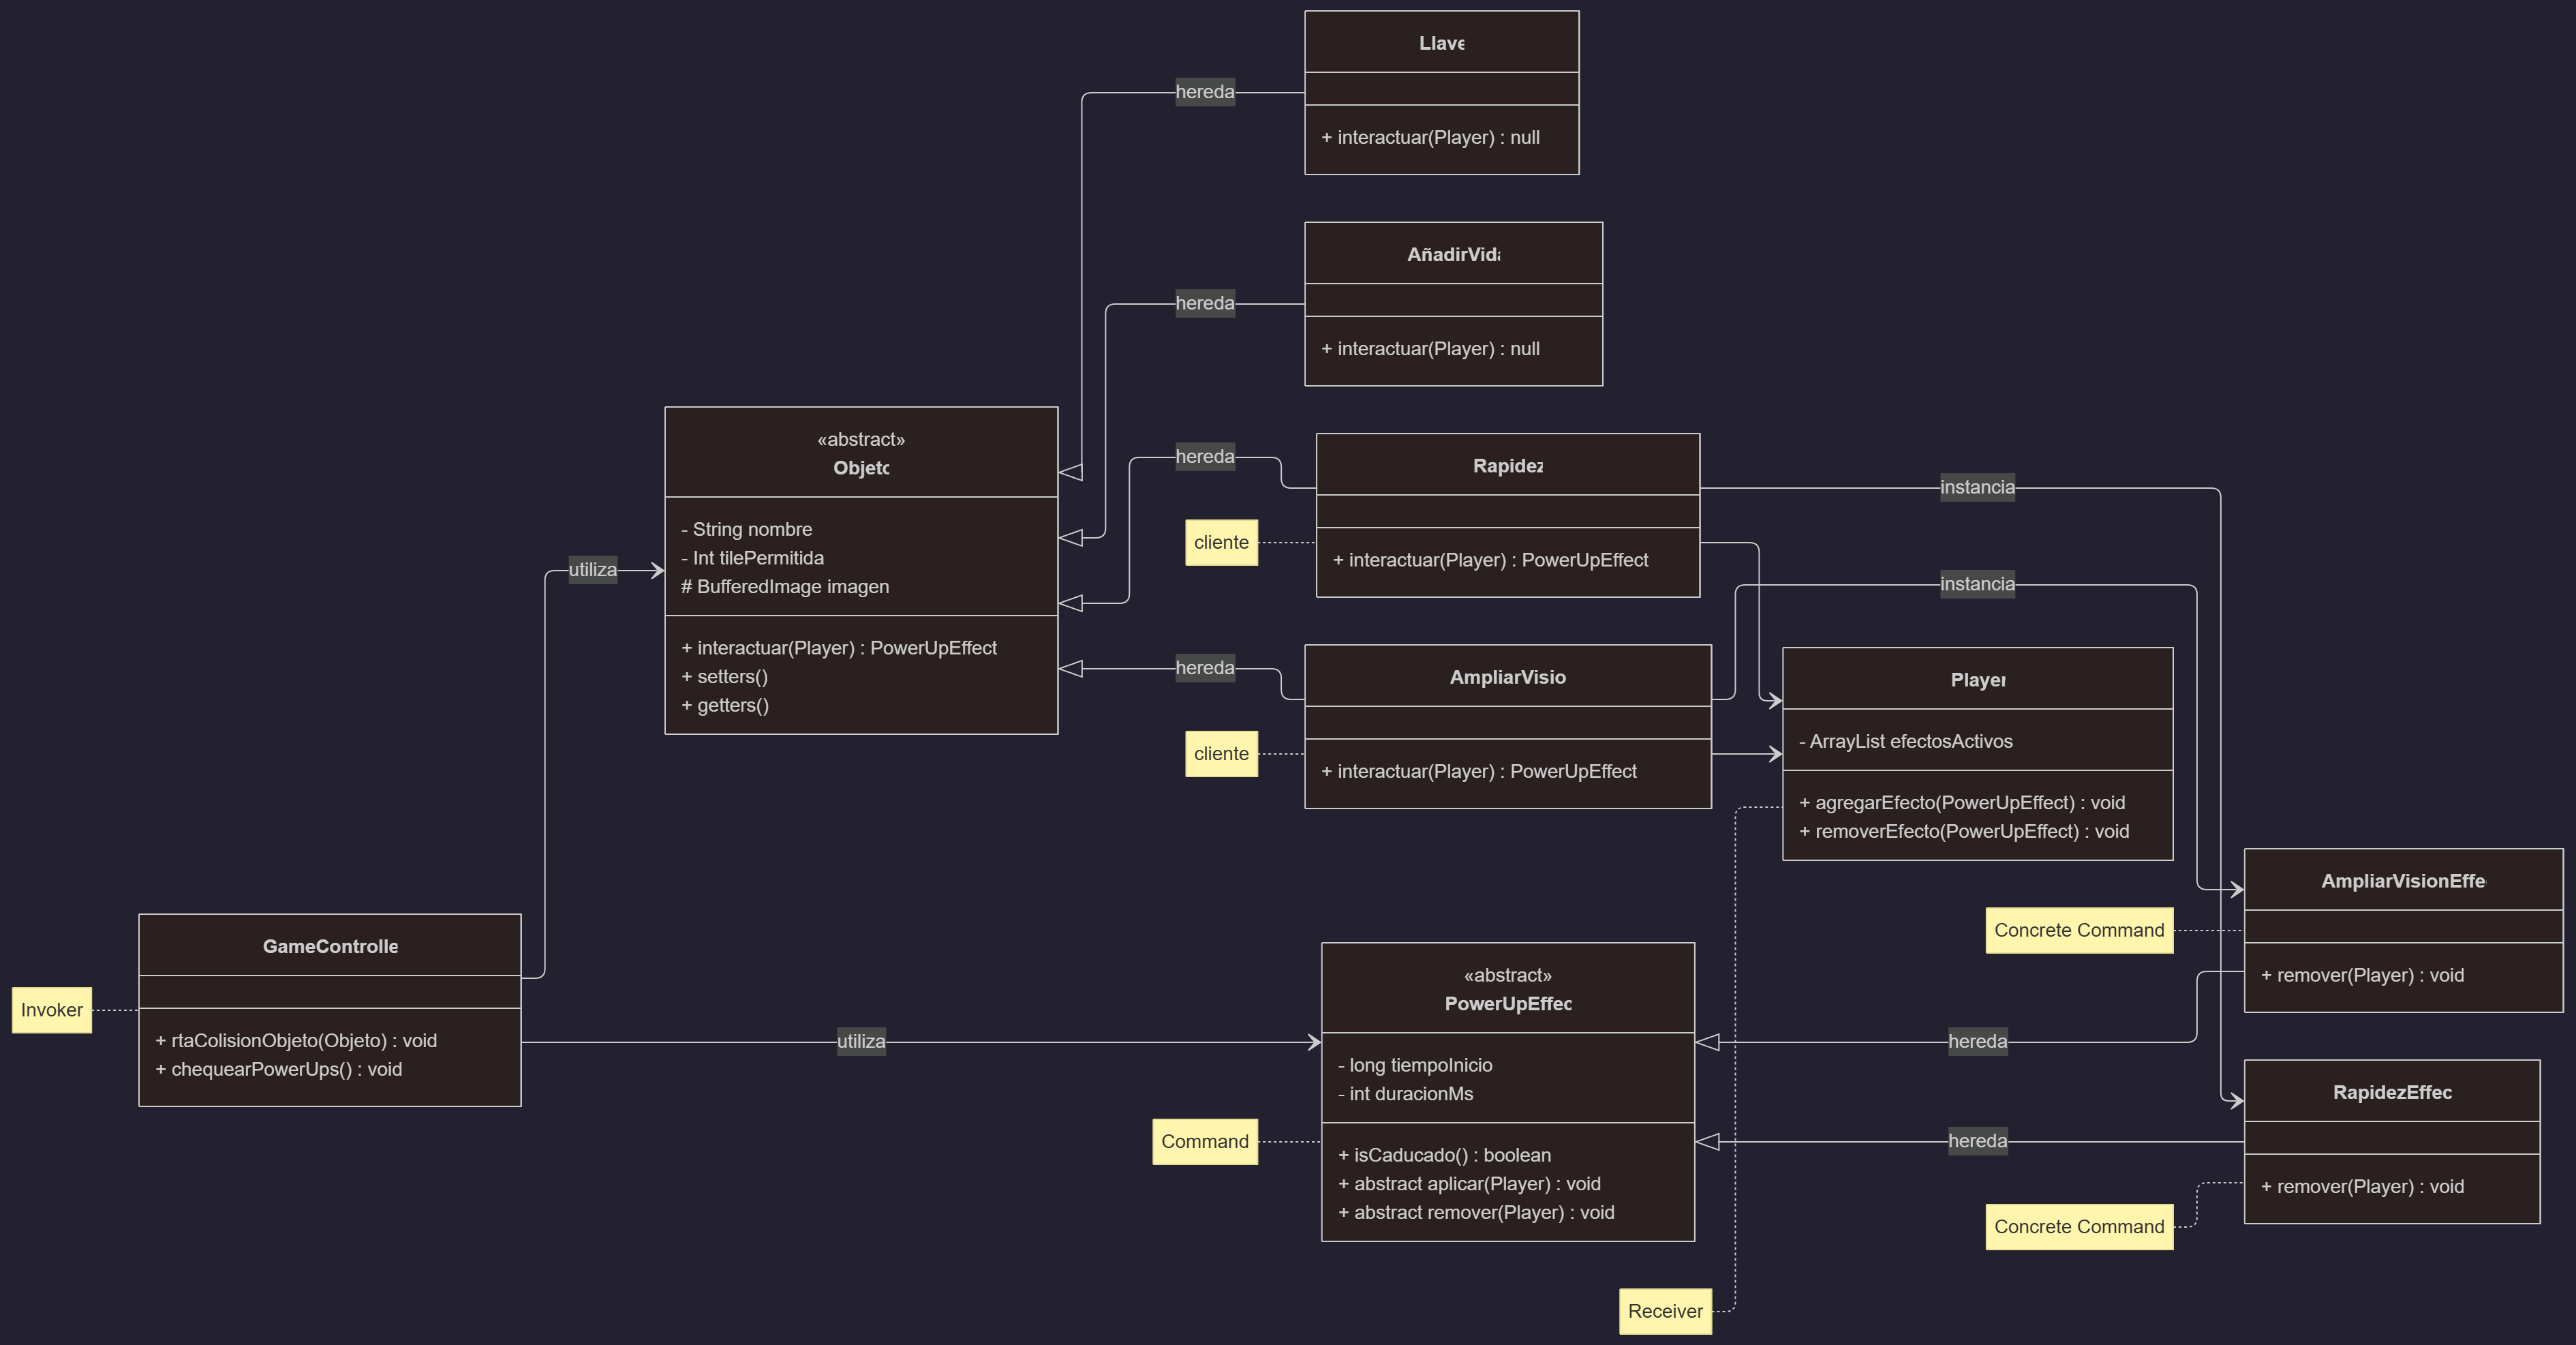 Llave
hereda
+ interactuar(Player) : null
AñadirVida
hereda
+ interactuar(Player) : null
«abstract»
Objeto
- String nombre
- Int tilePermitida
# BufferedImage imagen
+ interactuar(Player) : PowerUpEffect
+ setters()
+ getters()
utiliza
hereda
Rapidez
cliente
+ interactuar(Player) : PowerUpEffect
instancia
instancia
hereda
AmpliarVisio
cliente
+ interactuar(Player) : PowerUpEffect
Player
- ArrayList efectosActivos
+ agregarEfecto(PowerUpEffect) : void
+ removerEfecto(PowerUpEffect) : void
GameControlle
Invoker
+ rtaColisionObjeto(Objeto) : void
+ chequearPowerUps() : void
utiliza
«abstract»
PowerUpEffec
- long tiempoInicio
- int duracionMs
Command
+ isCaducado() : boolean
+ abstract aplicar(Player) : void
+ abstract remover(Player) : void
AmpliarVisionEffe
Concrete Command
+ remover(Player) : void
hereda
RapidezEffec
hereda
+ remover(Player) : void
Concrete Command
Receiver